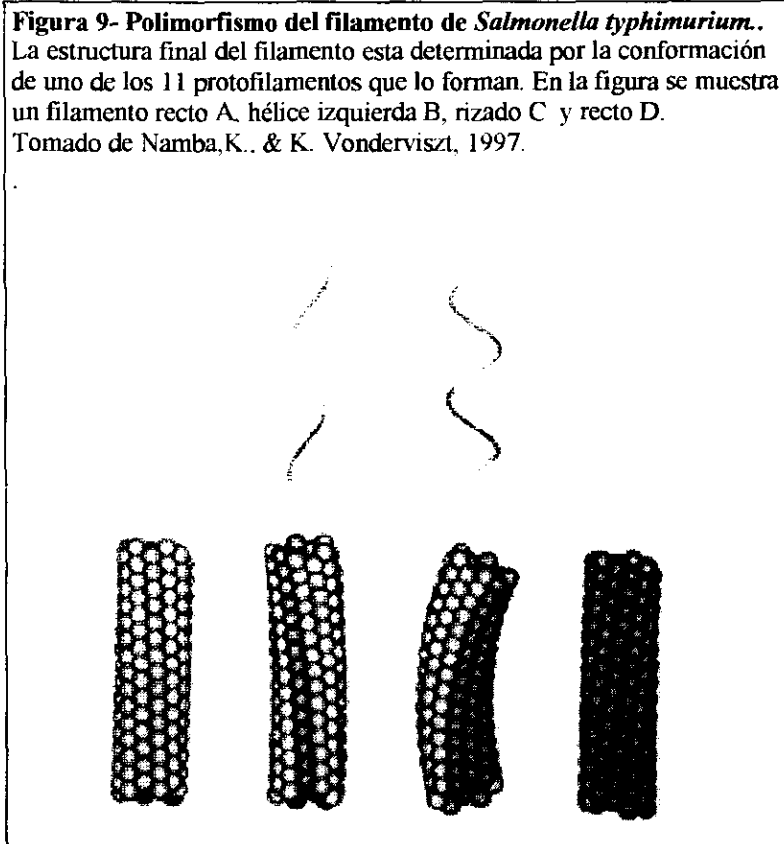 Figura 9- Polimorfismo del filamento de Salmonella typhimurium..
La estructura final del filamento esta determinada por la conformación
de uno de los 11 protofilamentos que lo forman. En la figura se muestra
un filamento recto A, hélice izquierda B, rizado C y recto D.
Tomado de Namba,K.. & K. Vonderviszt, 1997.